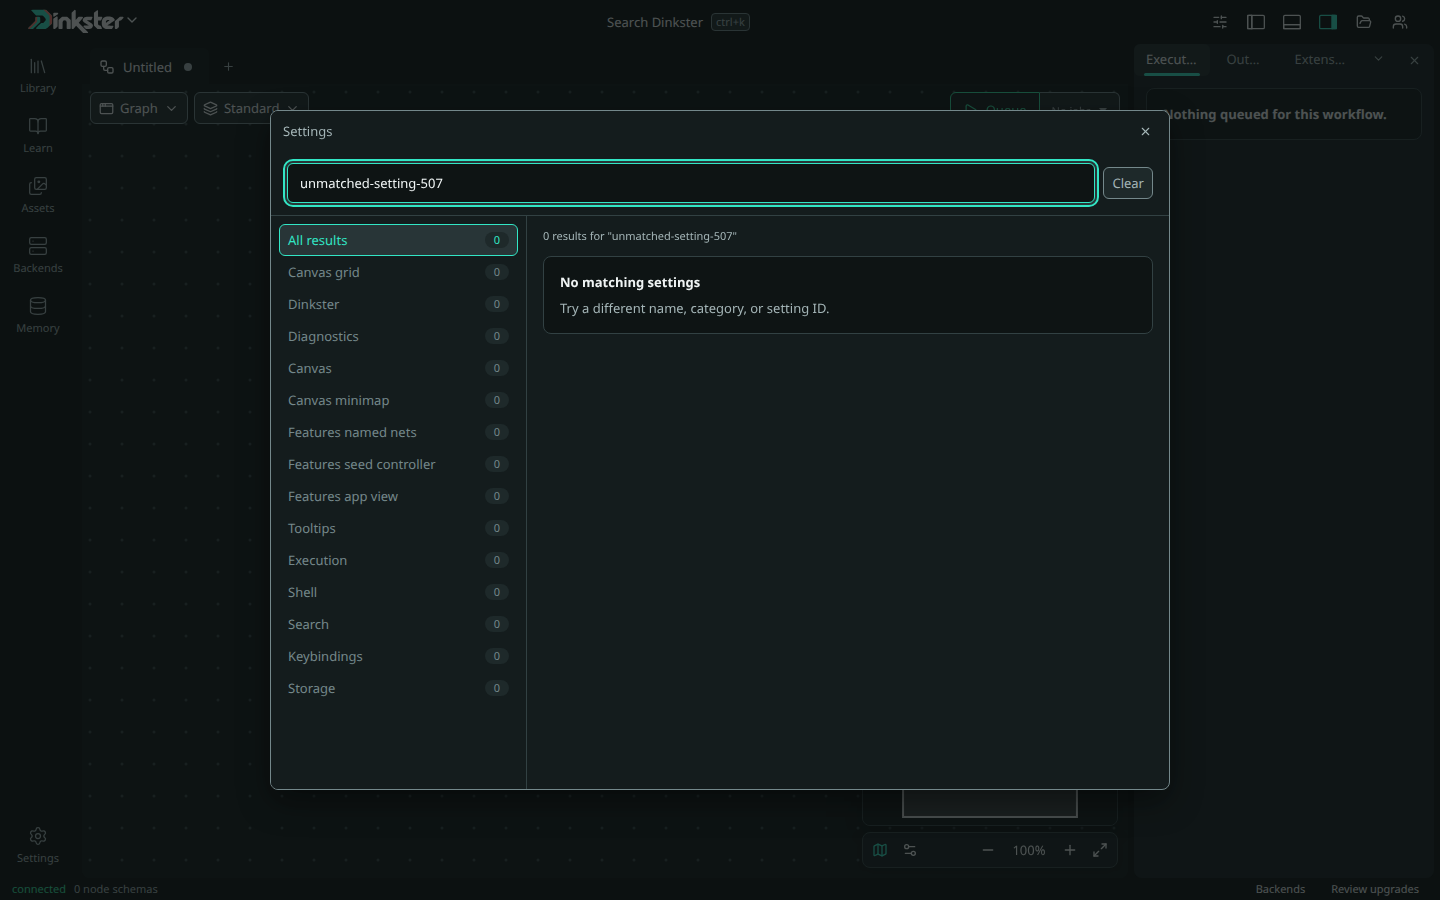 Dinkster
Search Dinkster ctrl+k
Library
Learn
Assets
Backends
Memory
Settings
Untitled
Graph
Standard
Queue No jobs
Execut...
Out...
Extens...
Nothing queued for this workflow.
Settings
unmatched-setting-507
Clear
All results 0
Canvas grid 0
Dinkster 0
Diagnostics 0
Canvas 0
Canvas minimap 0
Features named nets 0
Features seed controller 0
Features app view 0
Tooltips 0
Execution 0
Shell 0
Search 0
Keybindings 0
Storage 0
0 results for "unmatched-setting-507"
No matching settings
Try a different name, category, or setting ID.
100%
connected 0 node schemas
Backends Review upgrades